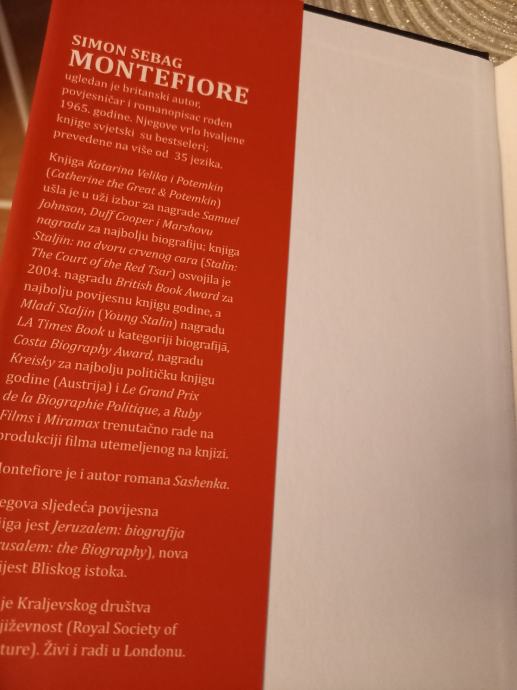 SIMON SEBAG
MONTEFIORE
ugledan je britanski autor,
povjesničar i romanopisac rođen
1965. godine. Njegove vrlo hvaljene
knjige svjetski su bestseleri;
prevedene na više od 35 jezika.
Knjiga Katarina Velika i Potemkin
(Catherine the Great & Potemkin)
ušla je u uži izbor za nagrade Samuel
Johnson, Duff Cooper i Marshovu
nagradu za najbolju biografiju; knjiga
Staljin: na dvoru crvenog cara (Stalin:
The Court of the Red Tsar) osvojila je
2004. nagradu British Book Award za
najbolju povijesnu knjigu godine, a
Mladi Staljin (Young Stalin) nagradu
LA Times Book u kategoriji biografijā,
Costa Biography Award, nagradu
Kreisky za najbolju političku knjigu
godine (Austrija) i Le Grand Prix
de la Biographie Politique, a Ruby
Films i Miramax trenutačno rade na
produkciji filma utemeljenog na knjizi.
ontefiore je i autor romana Sashenka.
egova sljedeća povijesna
jiga jest Jeruzalem: biografija
rusalem: the Biography), nova
ijest Bliskog istoka.
je Kraljevskog društva
jiževnost (Royal Society of
ture). Živi i radi u Londonu.